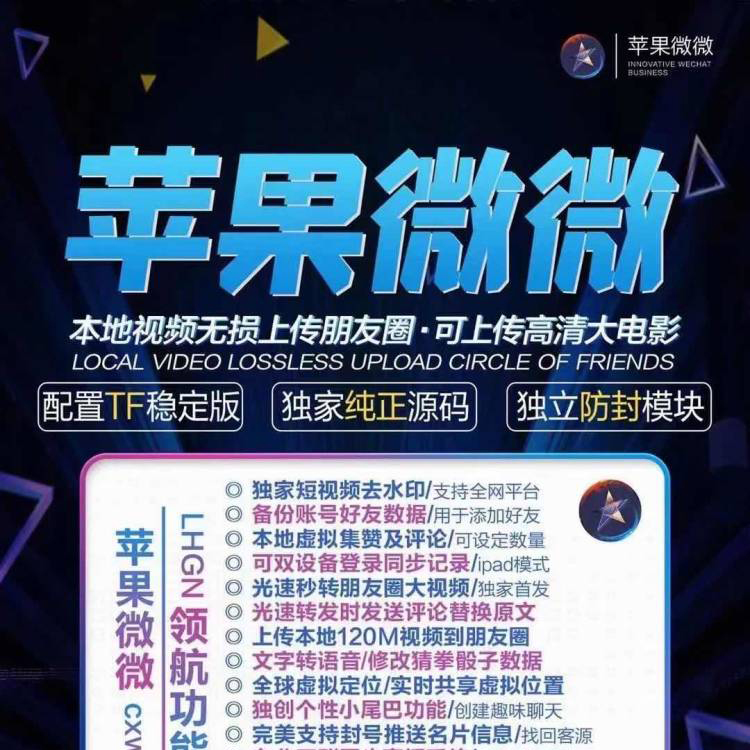 苹果微微
INNOVATIVE WECHAT
BUSINESS
苹果微微
本地视频无损上传朋友圈·可上传高清大电影
LOCAL VIDEO LOSSLESS UPLOAD CIRCLE OF FRIENDS
配置TF稳定版
独家纯正源码
独立防封模块
苹果微微
LHGN 领航功能
◎ 独家短视频去水印/支持全网平台
◎ 备份账号好友数据/用于添加好友
◎ 本地虚拟集赞及评论/可设定数量
◎ 可双设备登录同步记录/ipad模式
◎ 光速秒转朋友圈大视频/独家首发
◎ 光速转发时发送评论替换原文
◎ 上传本地120M视频到朋友圈
◎ 文字转语音/修改猜拳骰子数据
◎ 全球虚拟定位/实时共享虚拟位置
◎ 独创个性小尾巴功能/创建趣味聊天
◎ 完美支持封号推送名片信息/找回客源